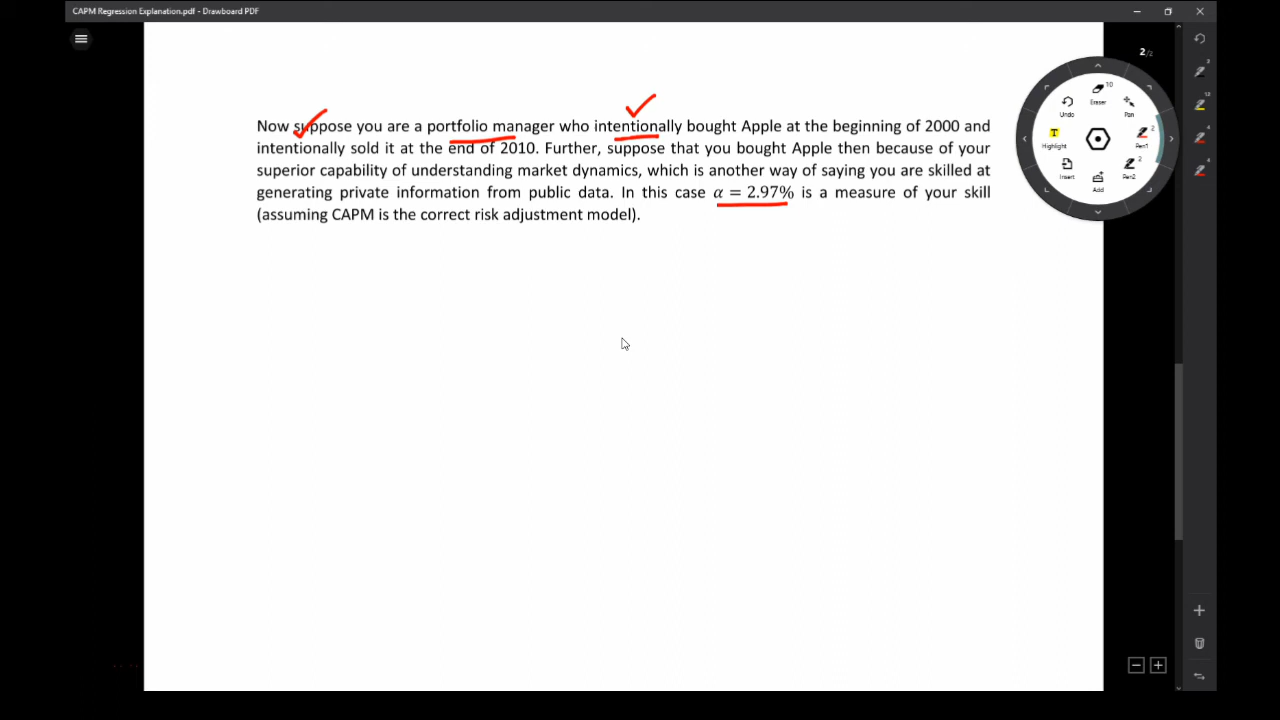 CAPM Regression Explanation.pdf - Drawboard PDF
2/2
Now suppose you are a portfolio manager who intentionally bought Apple at the beginning of 2000 and
intentionally sold it at the end of 2010. Further, suppose that you bought Apple then because of your
superior capability of understanding market dynamics, which is another way of saying you are skilled at
generating private information from public data. In this case α = 2.97% is a measure of your skill
(assuming CAPM is the correct risk adjustment model).
10
Eraser
Undo
Pan
T
Highlight
2
Pen1
Insert
2
Pen2
Add